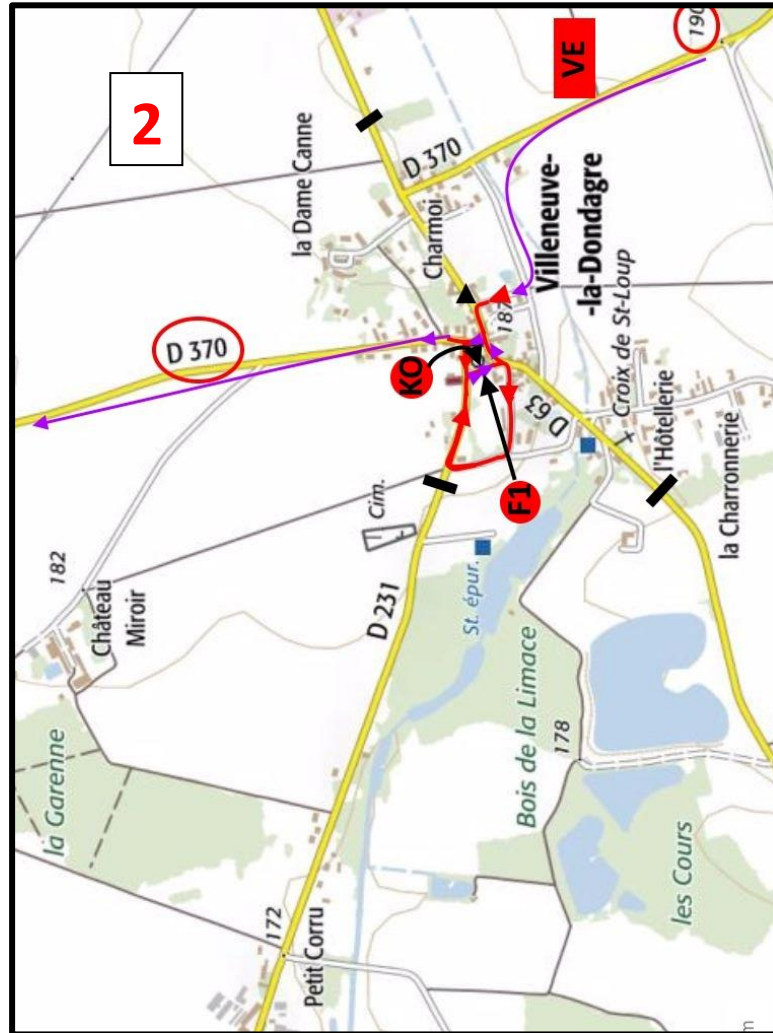 2
VE
190
D 370
la Dame Canne
Charmoi
Villeneuve-
-la-Dondagre
187
D 370
KO
F1
D 63
Croix de St-Loup
l'Hôtellerie
la Charronnerie
Cim.
182
Château
Miroir
D 231
St. épur.
la Garenne
Bois de la Limace
178
les Cours
172
Petit Corru
m